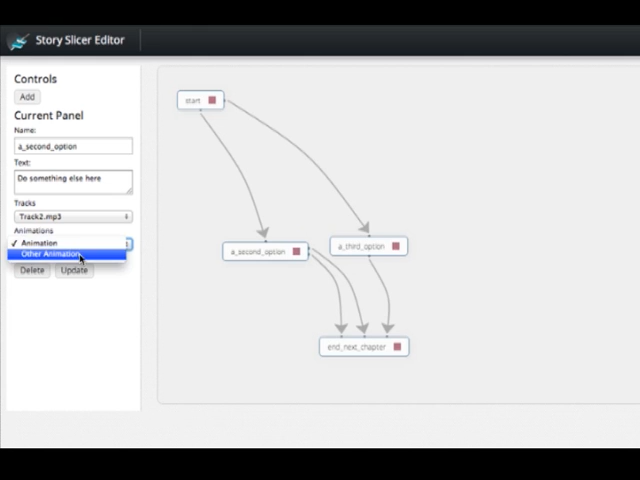 Story Slicer Editor
Controls
Add
Current Panel
Name:
a_second_option
Text:
Do something else here
Tracks
Track2.mp3
Animations
✓ Animation
Other Animation
Delete Update
start
a_second_option
a_third_option
end_next_chapter